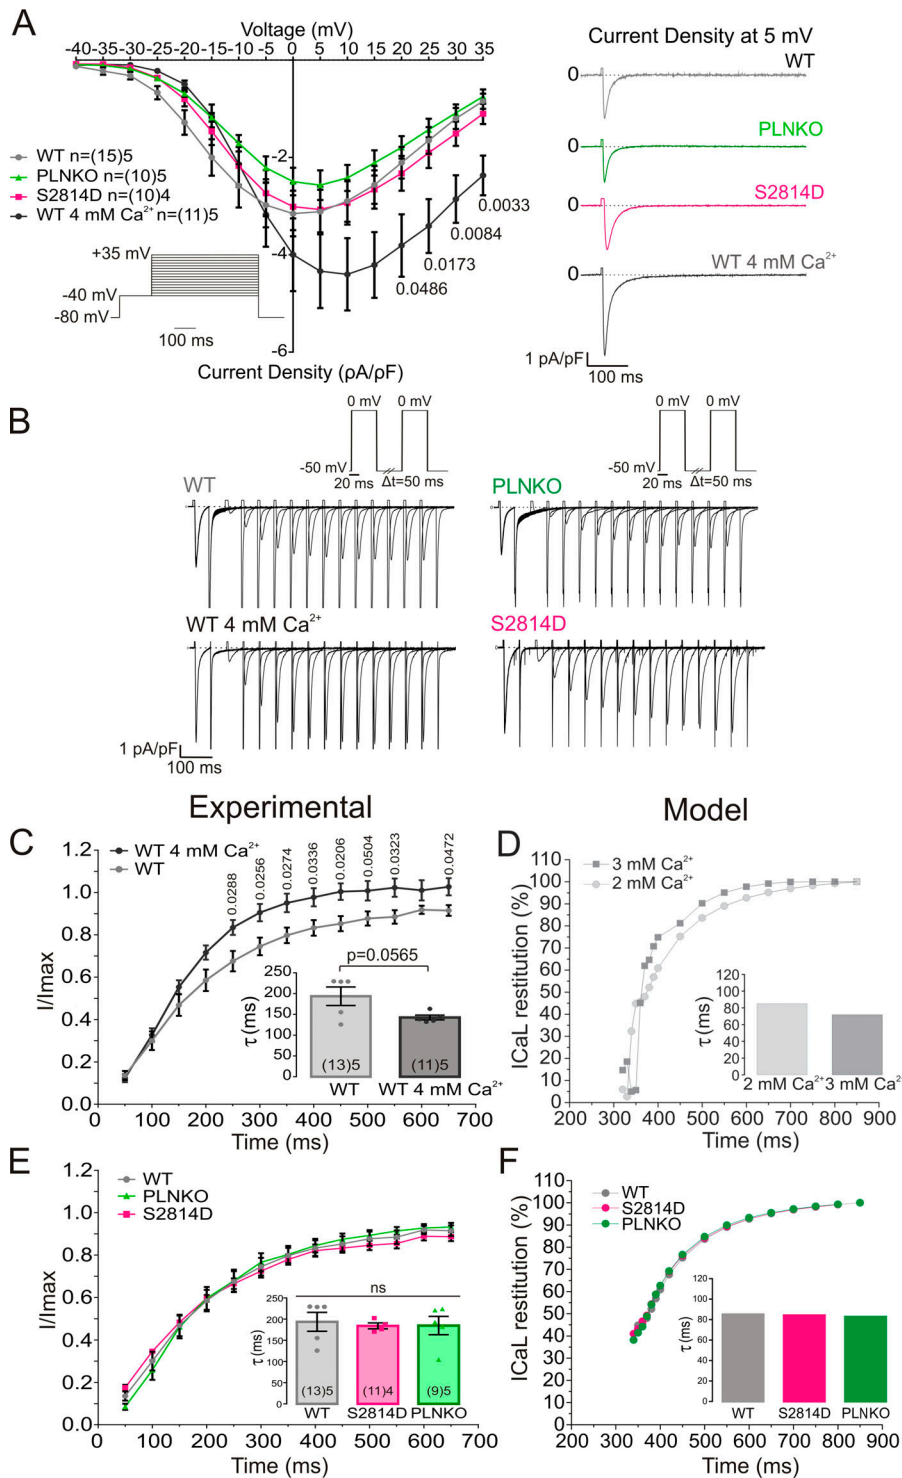 A
Voltage (mV)
-40 -35 -30 -25 -20 -15 -10 -5 0 5 10 15 20 25 30 35
-2
-4
-6
WT n=(15)5
PLNKO n=(10)5
S2814D n=(10)4
WT 4 mM Ca²⁺ n=(11)5
0.0033
0.0084
0.0173
0.0486
+35 mV
-40 mV
-80 mV
100 ms
Current Density (ρA/ρF)
Current Density at 5 mV
WT
0
PLNKO
0
S2814D
0
WT 4 mM Ca²⁺
0
1 pA/pF
100 ms
B
0 mV 0 mV
-50 mV
20 ms Δt=50 ms
0 mV 0 mV
-50 mV
20 ms Δt=50 ms
WT
PLNKO
WT 4 mM Ca²⁺
S2814D
1 pA/pF
100 ms
Experimental
Model
C
WT 4 mM Ca²⁺
WT
I/Imax
1.2
1.0
0.8
0.6
0.4
0.2
0.0
0.0288
0.0256
0.0274
0.0336
0.0206
0.0504
0.0323
0.0472
p=0.0565
τ (ms)
250
200
150
100
50
0
(13)5 (11)5
WT WT 4 mM Ca²⁺
0 100 200 300 400 500 600 700
Time (ms)
D
3 mM Ca²⁺
2 mM Ca²⁺
ICaL restitution (%)
110
100
90
80
70
60
50
40
30
20
10
0
τ (ms)
120
100
80
60
40
20
0
2 mM Ca²⁺ 3 mM Ca²
200 300 400 500 600 700 800 900
Time (ms)
E
WT
PLNKO
S2814D
I/Imax
1.2
1.0
0.8
0.6
0.4
0.2
0.0
ns
τ (ms)
250
200
150
100
50
0
(13)5 (11)4 (9)5
WT S2814D PLNKO
0 100 200 300 400 500 600 700
Time (ms)
F
WT
S2814D
PLNKO
ICaL restitution (%)
110
100
90
80
70
60
50
40
30
20
10
0
τ (ms)
120
100
80
60
40
20
0
WT S2814D PLNKO
200 300 400 500 600 700 800 900
Time (ms)